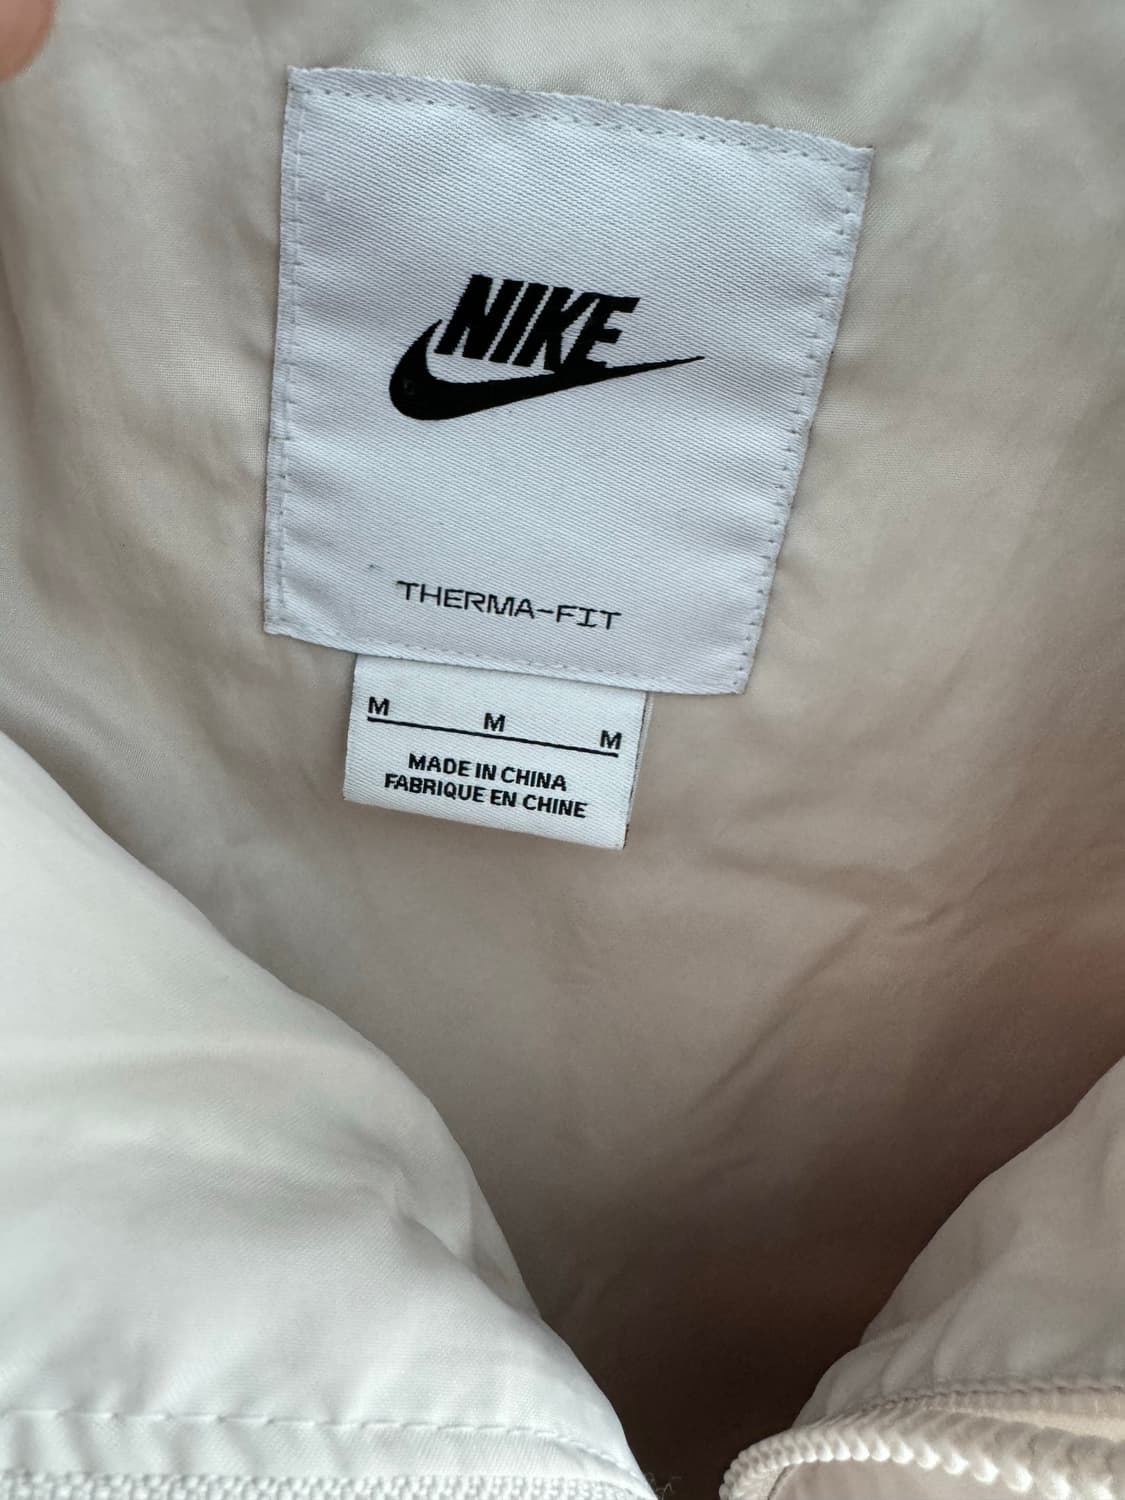 NIKE
THERMA-FIT
M M M
MADE IN CHINA
FABRIQUE EN CHINE